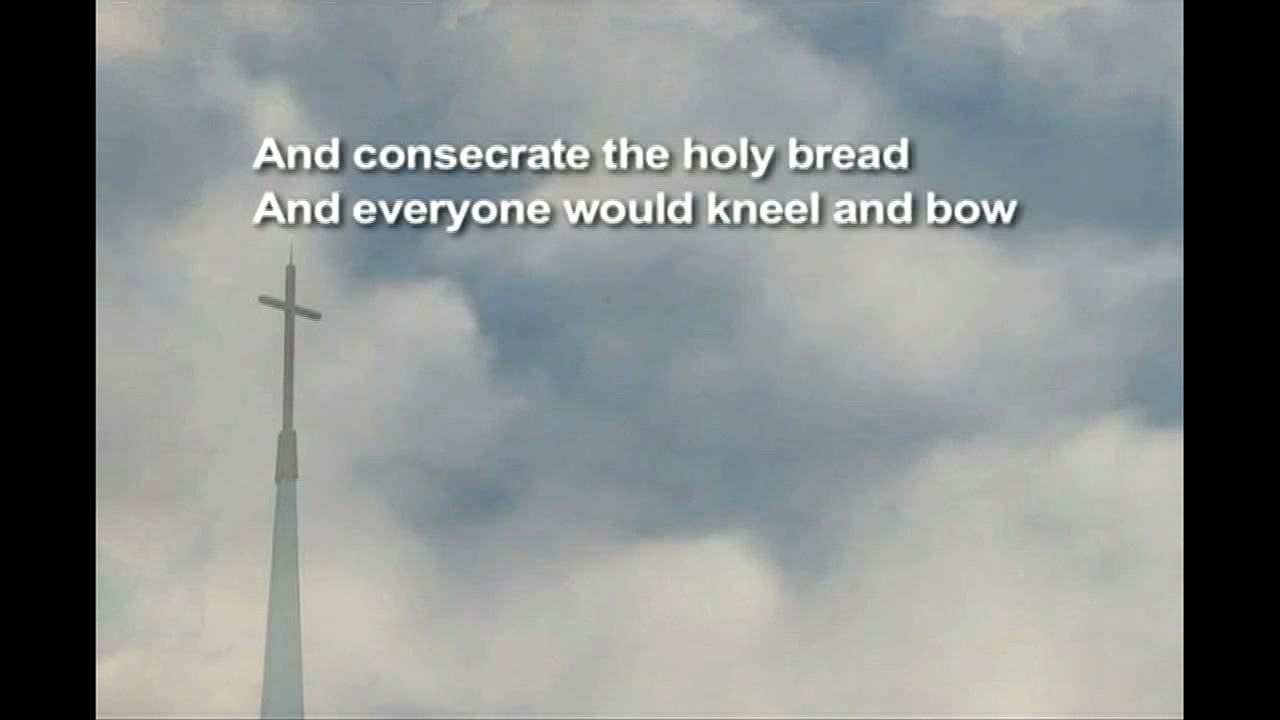 And consecrate the holy bread
And everyone would kneel and bow